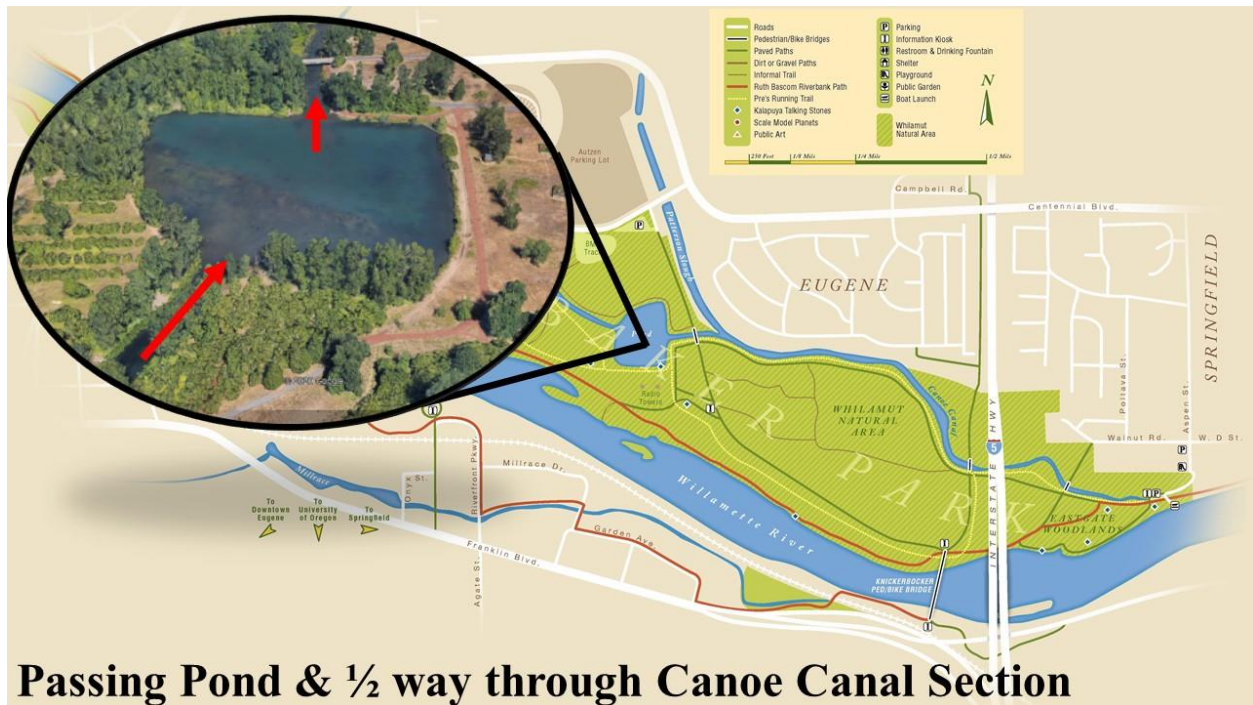 Roads
Pedestrian/Bike Bridges
Paved Paths
Dirt or Gravel Paths
Informal Trail
Ruth Bascom Riverbank Path
Pre's Running Trail
Kalapuya Talking Stones
Scale Model Planets
Public Art
P Parking
i Information Kiosk
Restroom & Drinking Fountain
Shelter
Playground
Public Garden
Boat Launch
Whilamut
Natural Area
N
250 Feet
1/8 Mile
1/4 Mile
1/2 Mile
Autzen
Parking Lot
Campbell Rd.
Centennial Blvd.
P
Patterson Slough
EUGENE
SPRINGFIELD
Pond
BAKER PARK
Radio
Towers
WHILAMUT
NATURAL
AREA
Canoe Canal
INTERSTATE 5 HWY
Poltava St.
Aspen St.
Walnut Rd.
W. D St.
EASTGATE
WOODLANDS
Willamette River
KNICKERBOCKER
PED/BIKE BRIDGE
Millrace
Onyx St.
Riverfront Pkwy.
Millrace Dr.
Garden Ave.
Agate St.
Franklin Blvd.
To
Downtown
Eugene
To
University
of Oregon
To
Springfield
Passing Pond & ½ way through Canoe Canal Section